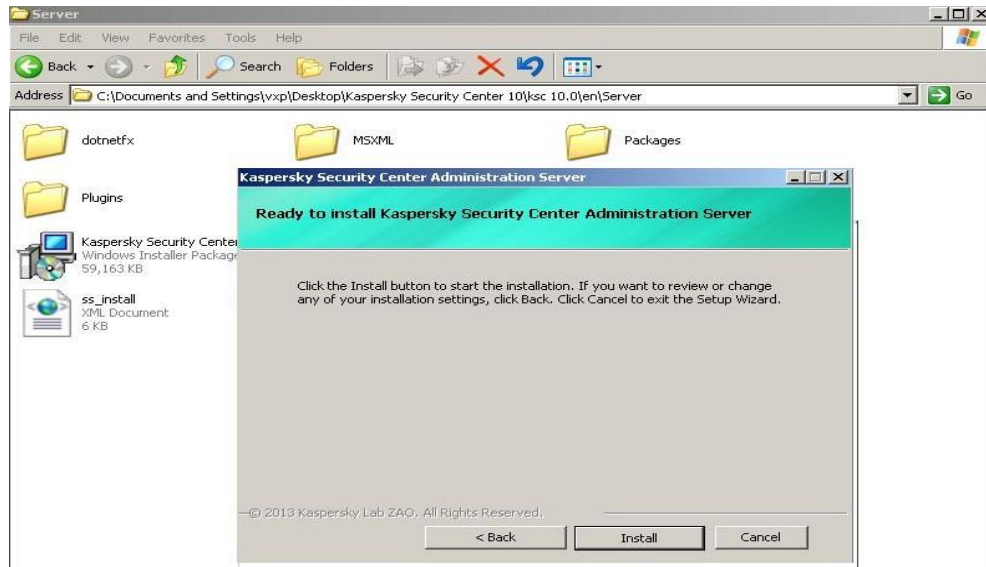 Server
File Edit View Favorites Tools Help
Back Search Folders
Address C:\Documents and Settings\vxp\Desktop\Kaspersky Security Center 10\ksc 10.0\en\Server Go
dotnetfx MSXML Packages
Plugins
Kaspersky Security Center
Windows Installer Package
59,163 KB
ss_install
XML Document
6 KB
Kaspersky Security Center Administration Server
Ready to install Kaspersky Security Center Administration Server
Click the Install button to start the installation. If you want to review or change
any of your installation settings, click Back. Click Cancel to exit the Setup Wizard.
© 2013 Kaspersky Lab ZAO. All Rights Reserved.
< Back Install Cancel